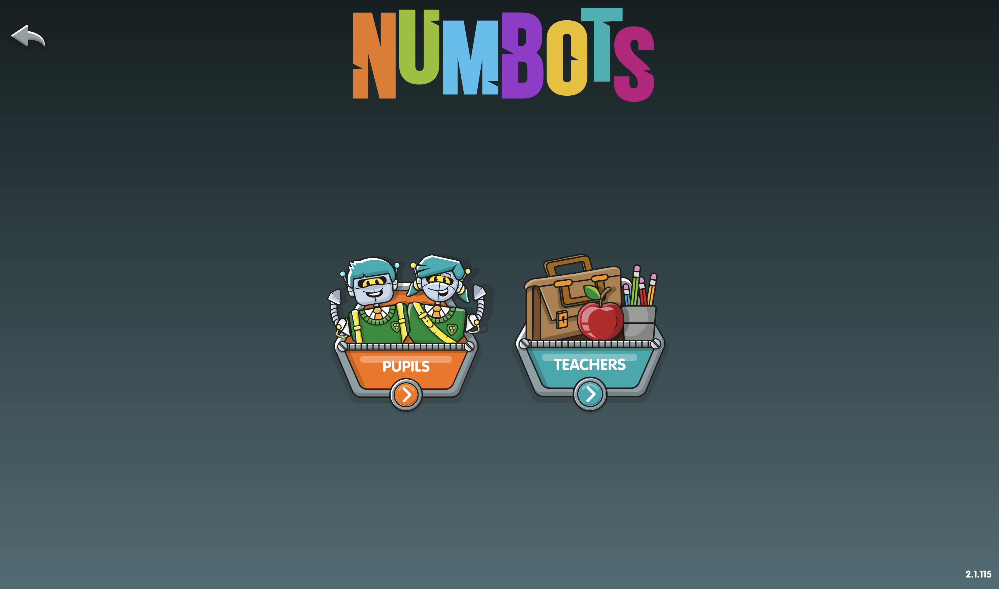 NUMBOTS
PUPILS
TEACHERS
2.1.115